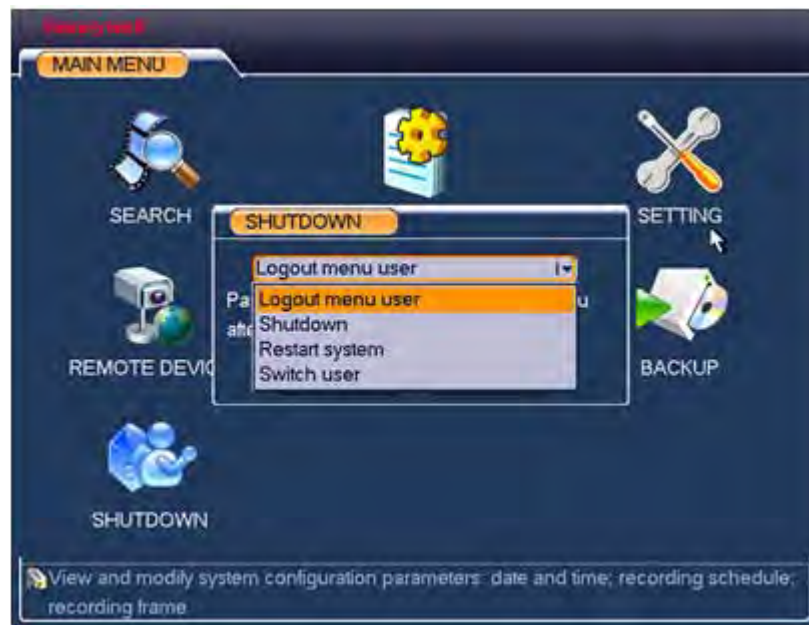 MAIN MENU
SEARCH
SETTING
SHUTDOWN
Logout menu user
Pa u
Logout menu user
Shutdown
Restart system
Switch user
REMOTE DEVIC
BACKUP
SHUTDOWN
View and modify system configuration parameters: date and time; recording schedule;
recording frame